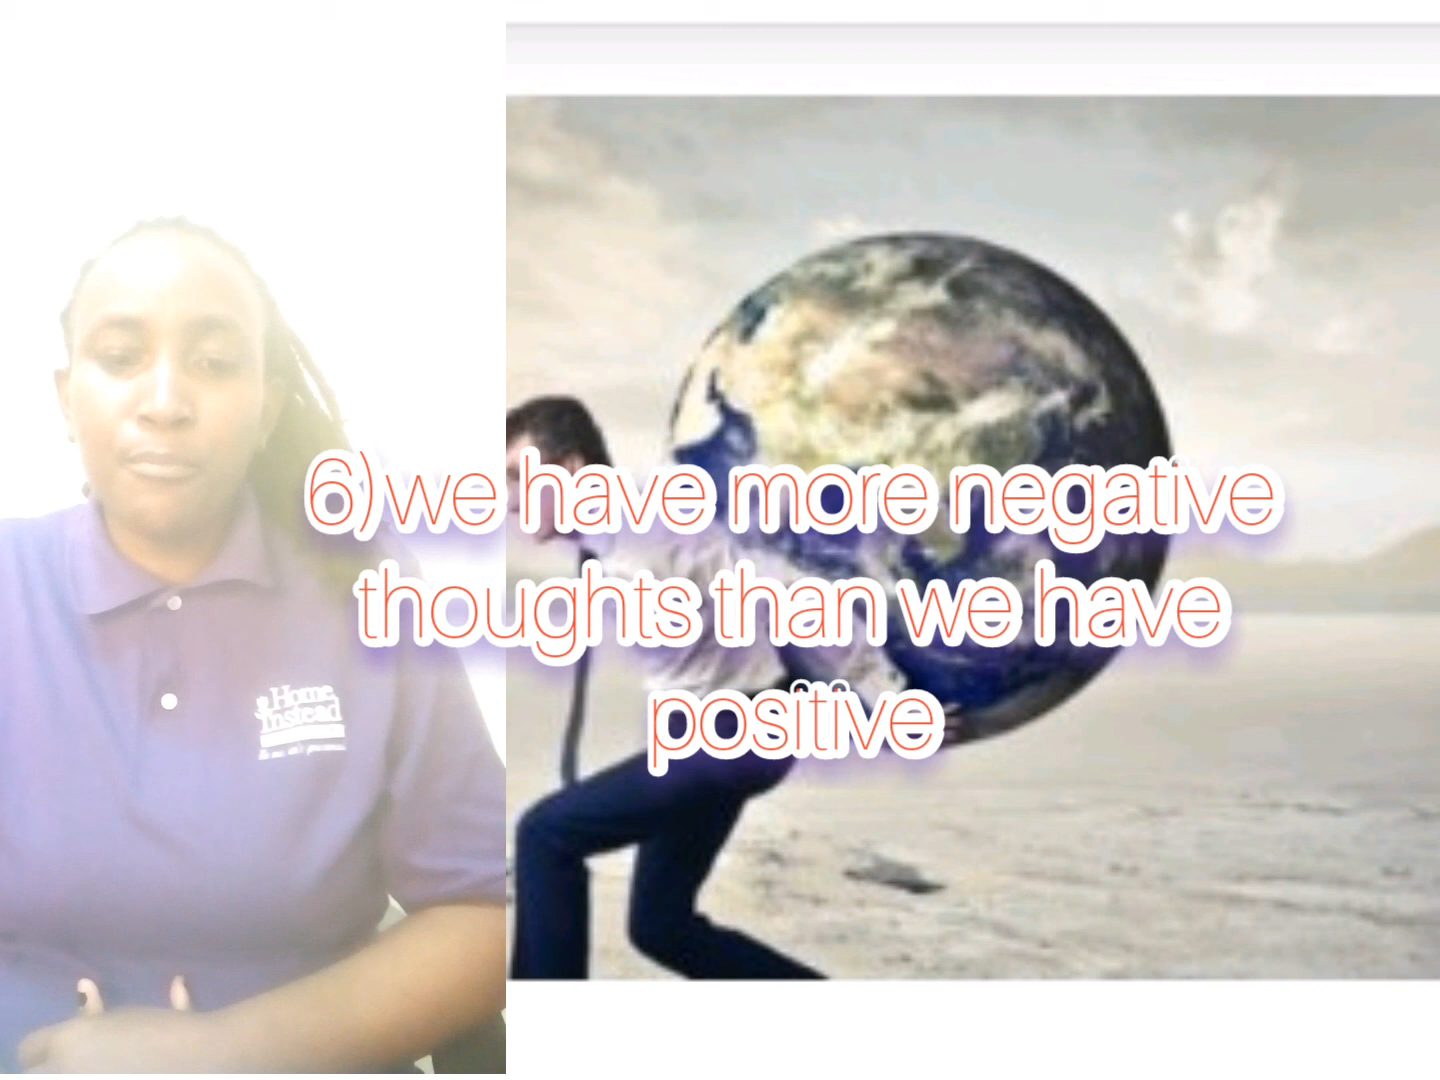 6)we have more negative
thoughts than we have
positive
Home
Instead